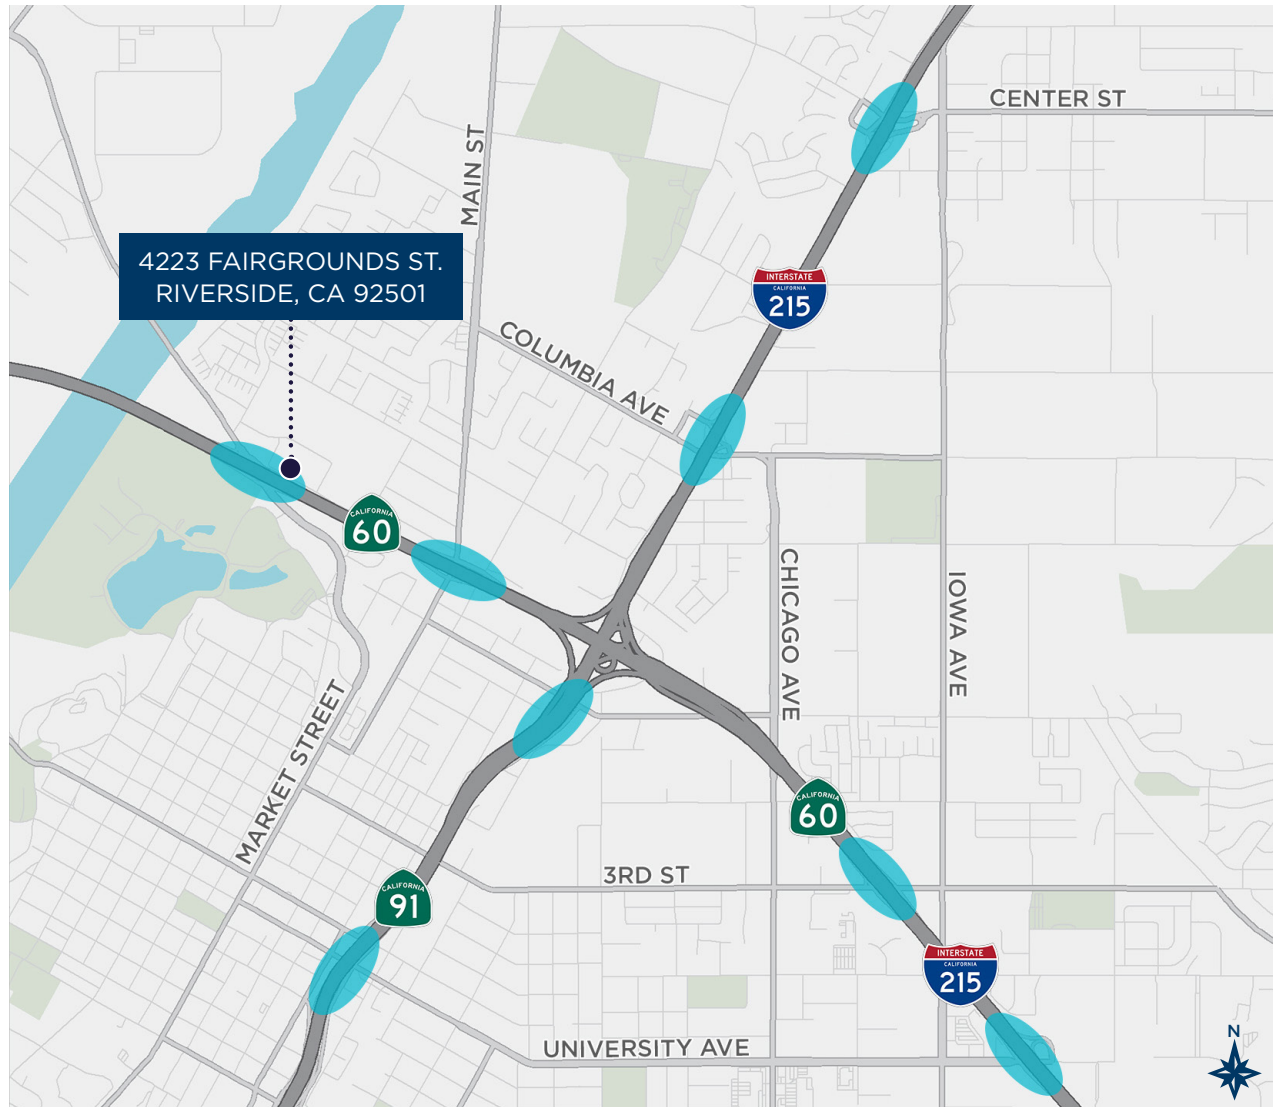 CENTER ST
MAIN ST
4223 FAIRGROUNDS ST.
RIVERSIDE, CA 92501
INTERSTATE
CALIFORNIA
215
COLUMBIA AVE
CALIFORNIA
60
CHICAGO AVE
IOWA AVE
MARKET STREET
CALIFORNIA
60
3RD ST
CALIFORNIA
91
INTERSTATE
CALIFORNIA
215
UNIVERSITY AVE
N